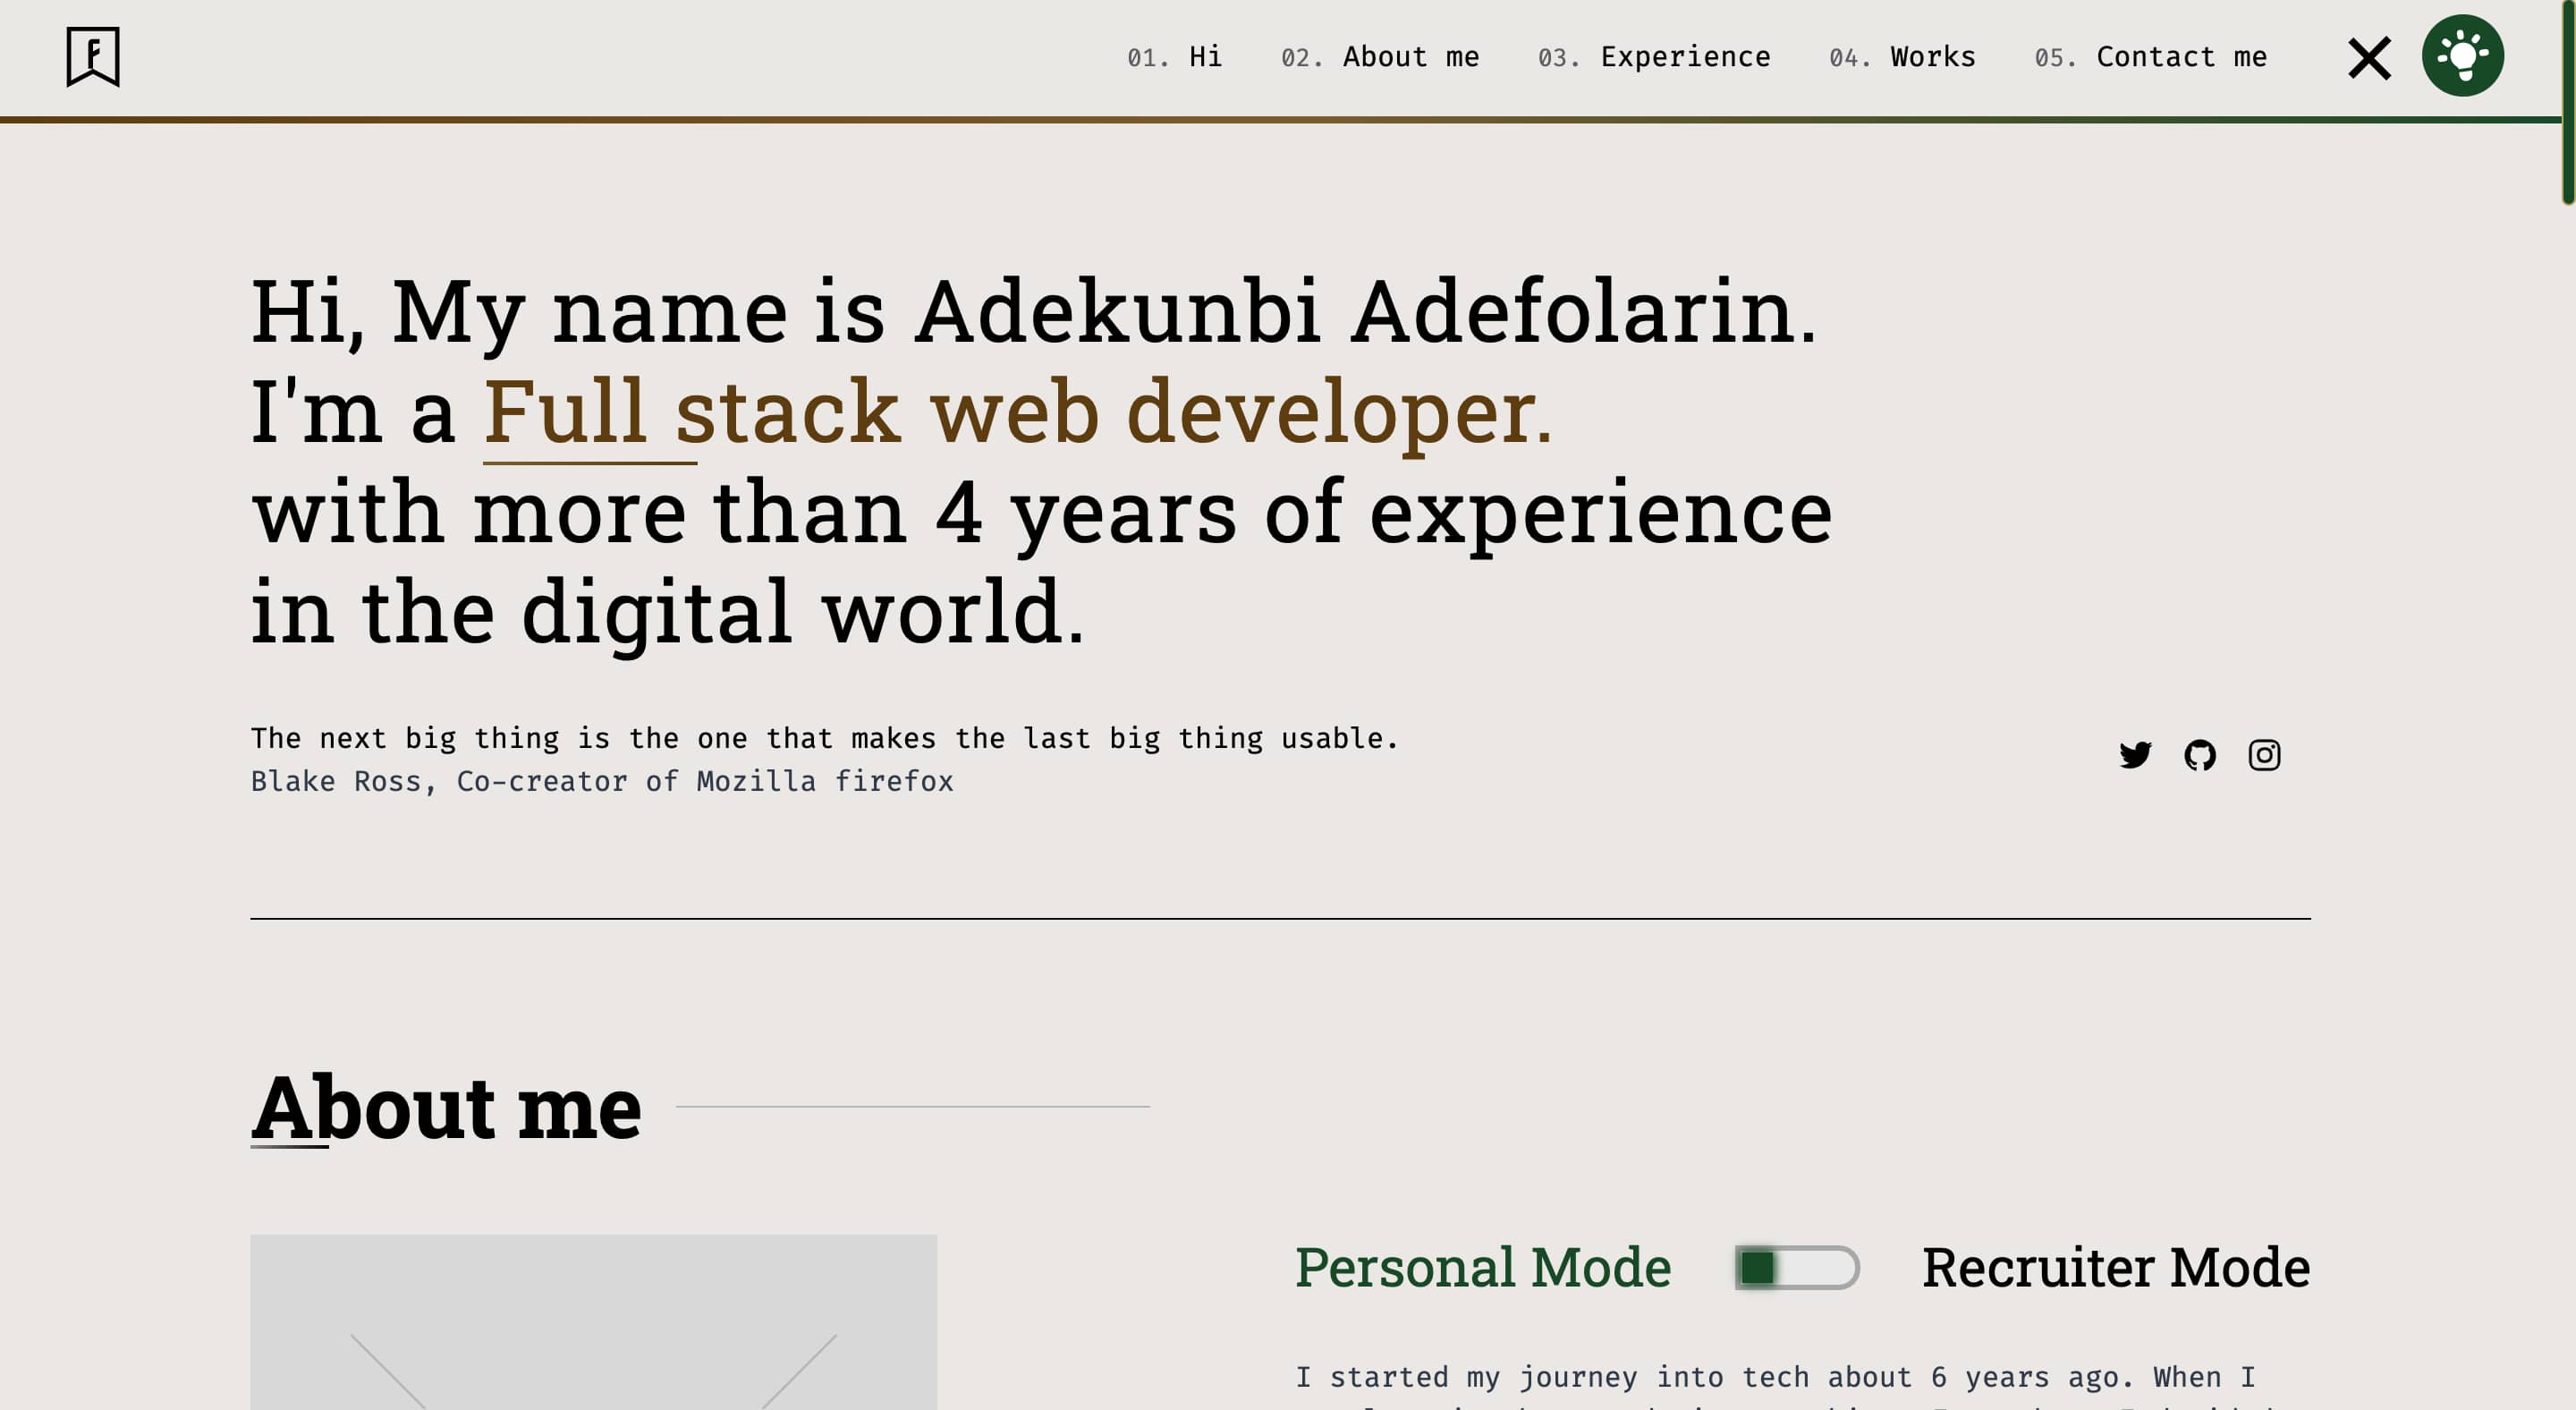 F
01. Hi
02. About me
03. Experience
04. Works
05. Contact me
Hi, My name is Adekunbi Adefolarin.
I'm a Full stack web developer.
with more than 4 years of experience
in the digital world.
The next big thing is the one that makes the last big thing usable.
Blake Ross, Co-creator of Mozilla firefox
About me
Personal Mode
Recruiter Mode
I started my journey into tech about 6 years ago. When I